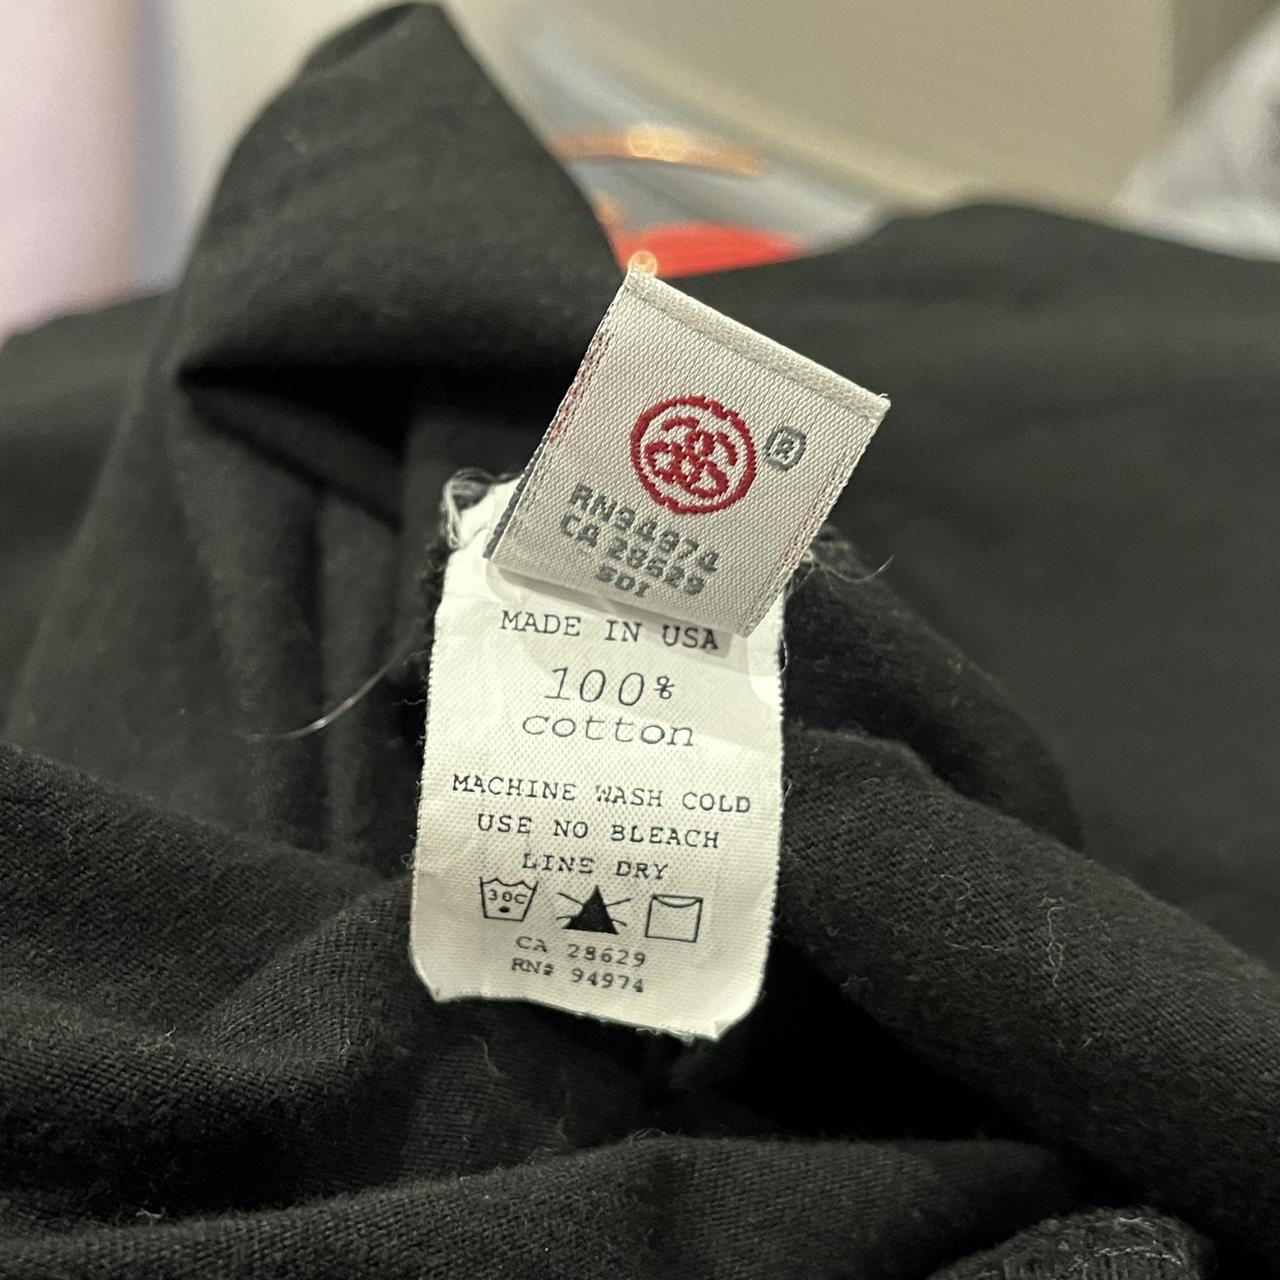 ®
RN94974
CA 28629
SDI
MADE IN USA
100%
cotton
MACHINE WASH COLD
USE NO BLEACH
LINE DRY
30C
CA 28629
RN# 94974